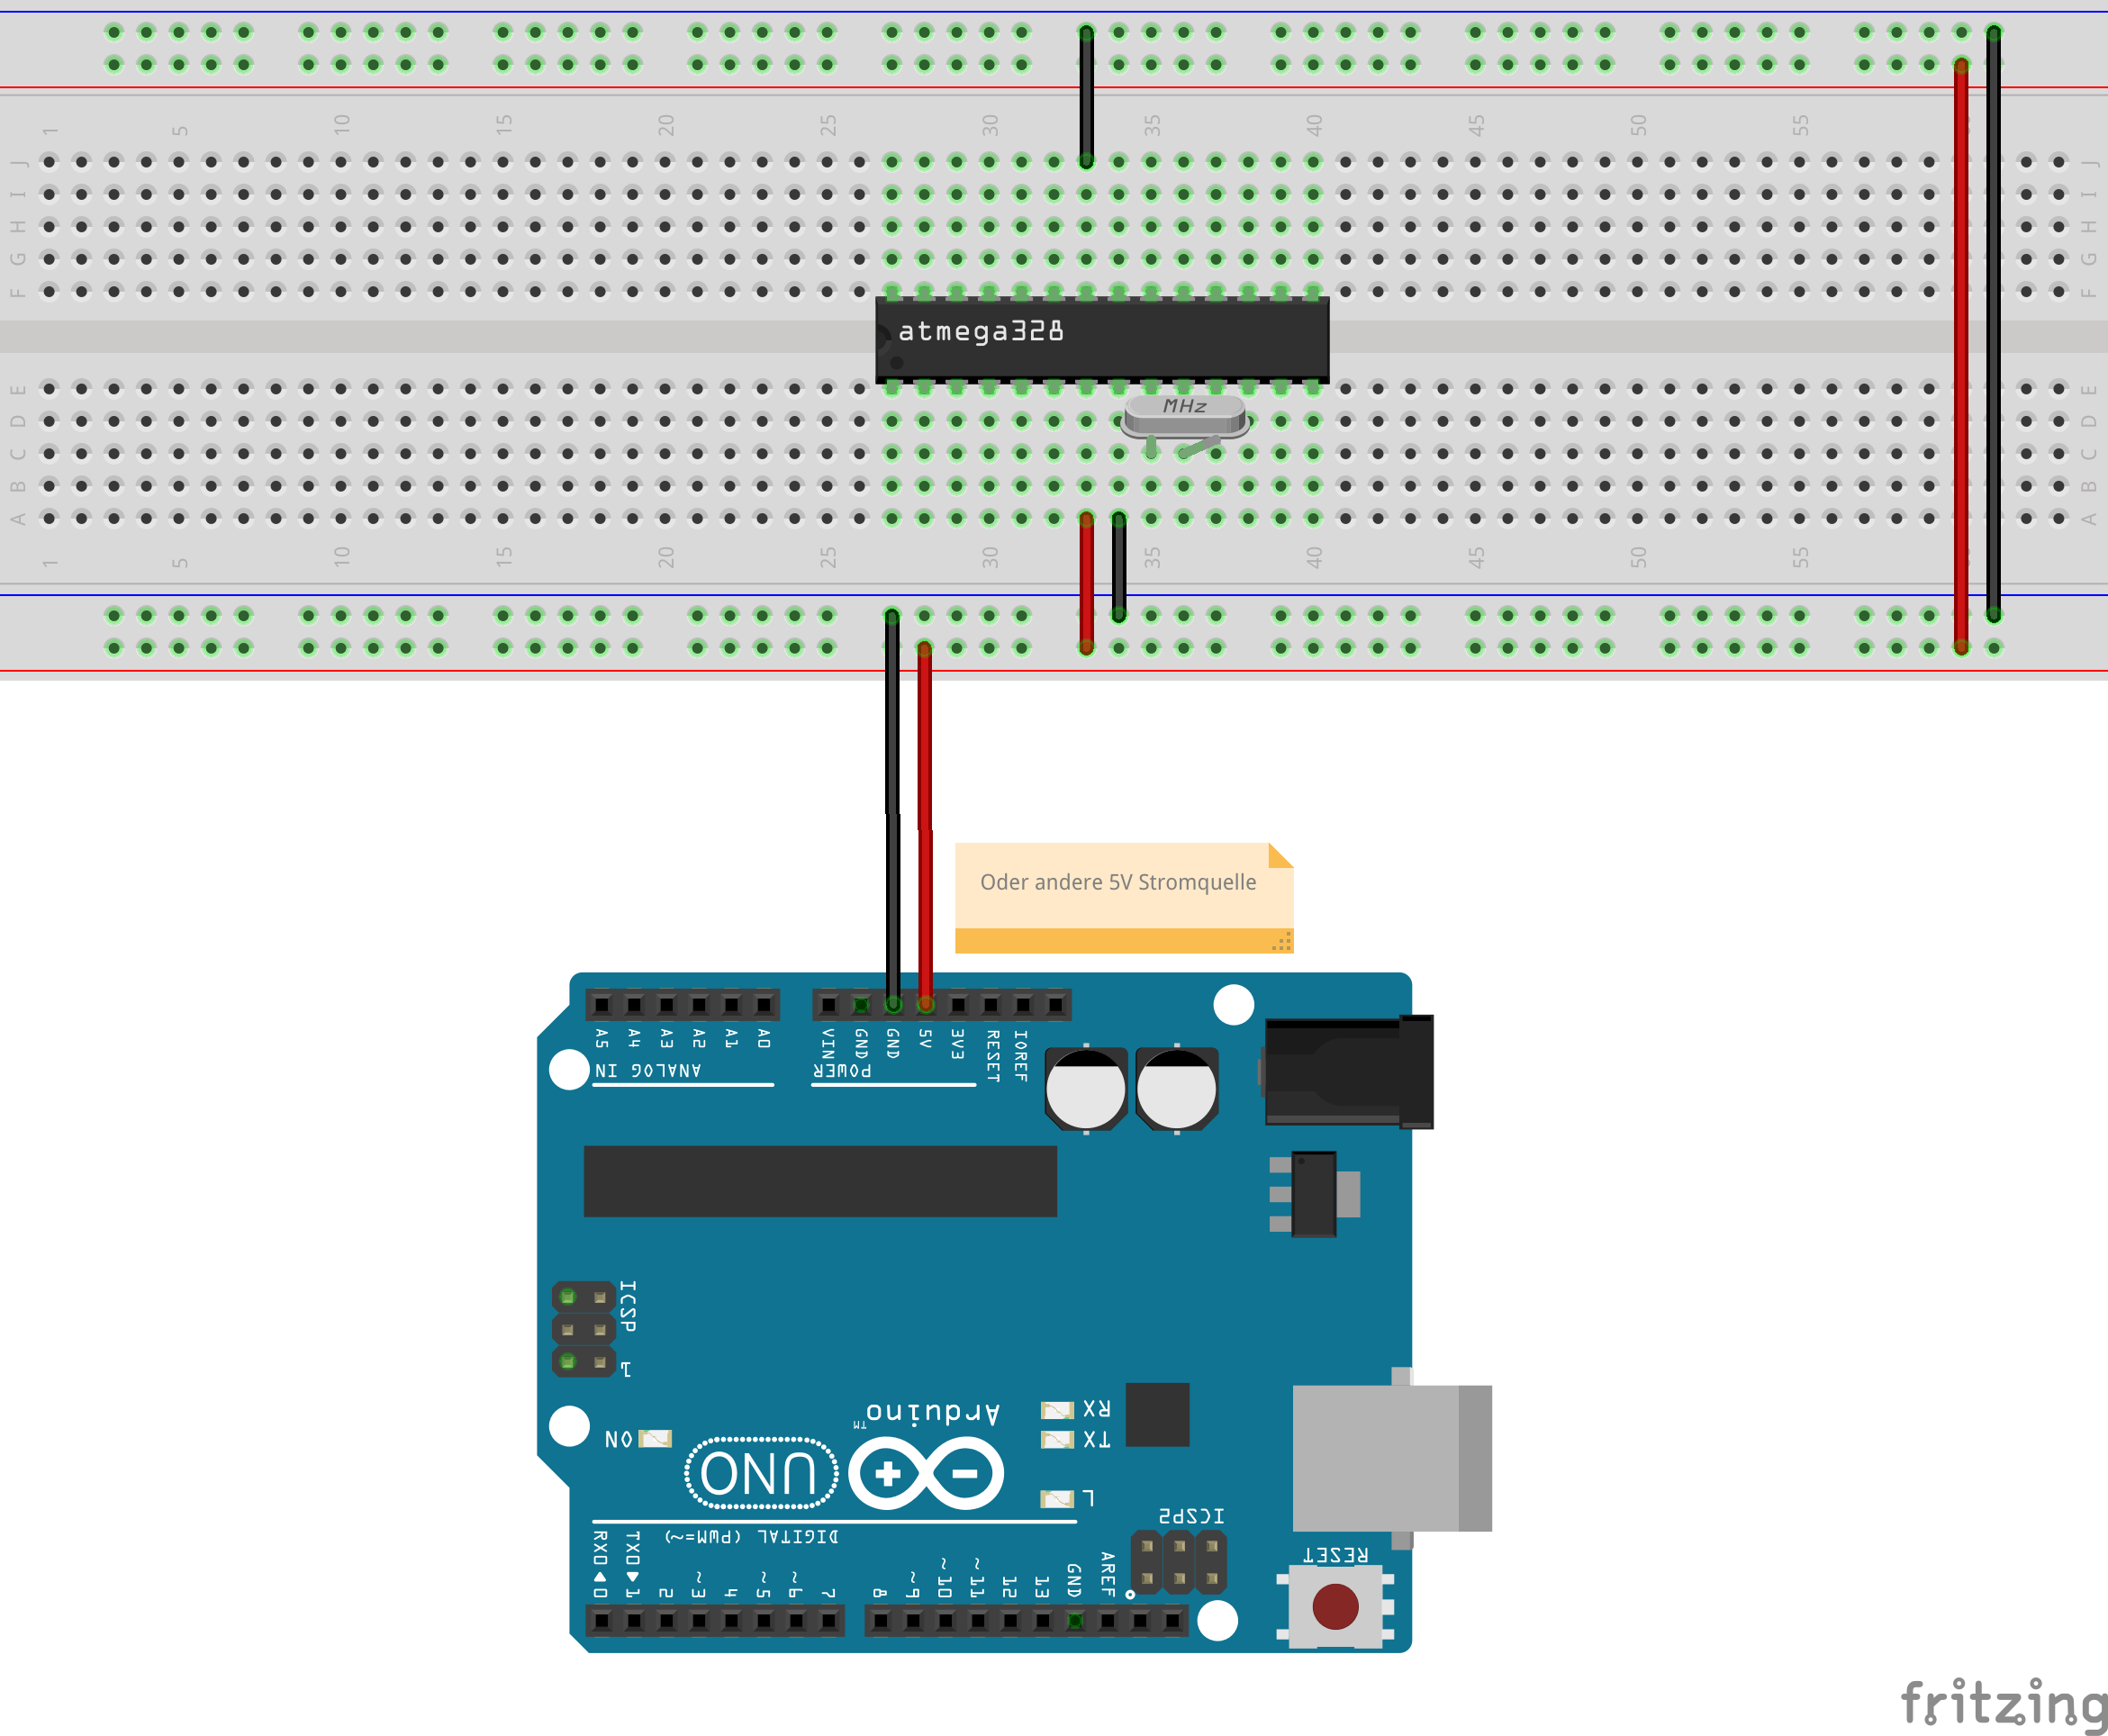 1 5 10 15 20 25 30 35 40 45 50 55
J J
I I
H H
G G
F F
atmega328
E E
MHz
D D
C C
B B
A A
1 5 10 15 20 25 30 35 40 45 50 55
Oder andere 5V Stromquelle
A5 A4 A3 A2 A1 A0 VIN GND GND 5V 3V3 RESET IOREF
ANALOG IN POWER
ICSP
1
Arduino
TM
RX
ON
TX
UNO
L
ICSP2
DIGITAL (PWM=~)
RESET
RX0 TX0
0 1 2 ~3 4 ~5 ~6 7 8 ~9 ~10 ~11 12 13 GND AREF
fritzing